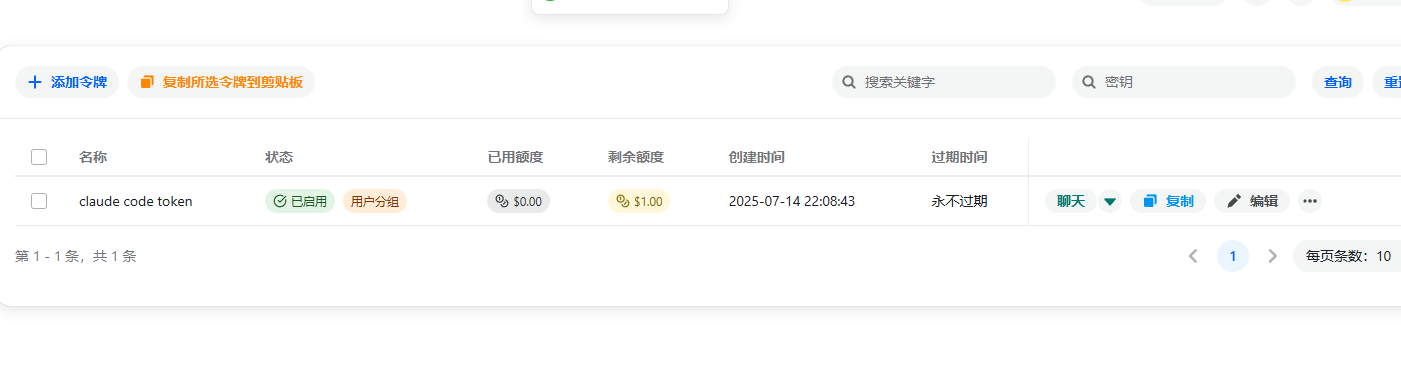 添加令牌 复制所选令牌到剪贴板 搜索关键字 密钥 查询 重
名称 状态 已用额度 剩余额度 创建时间 过期时间
claude code token 已启用 用户分组 $0.00 $1.00 2025-07-14 22:08:43 永不过期 聊天 复制 编辑
第 1 - 1 条，共 1 条 1 每页条数：10